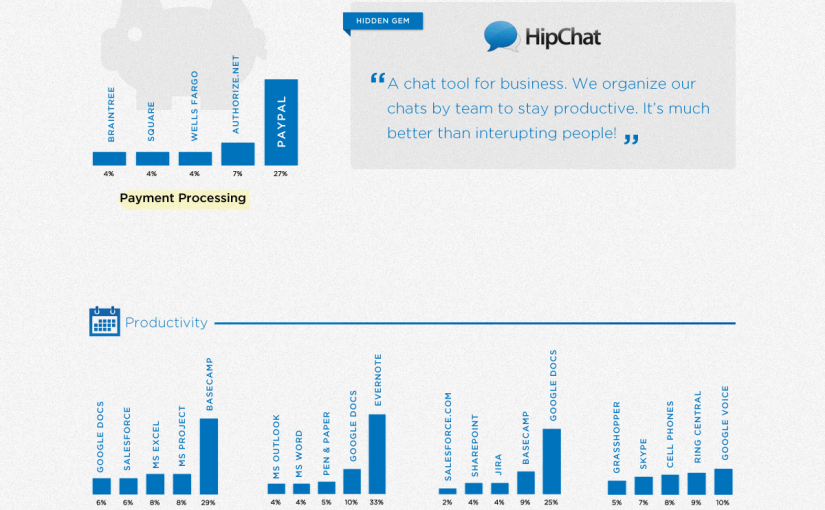 HIDDEN GEM
HipChat
“A chat tool for business. We organize our
chats by team to stay productive. It’s much
better than interupting people!”
BRAINTREE
SQUARE
WELLS FARGO
AUTHORIZE.NET
PAYPAL
4% 4% 4% 7% 27%
Payment Processing
Productivity
GOOGLE DOCS
SALESFORCE
MS EXCEL
MS PROJECT
BASECAMP
6% 6% 8% 8% 29%
MS OUTLOOK
MS WORD
PEN & PAPER
GOOGLE DOCS
EVERNOTE
4% 4% 5% 10% 33%
SALESFORCE.COM
SHAREPOINT
JIRA
BASECAMP
GOOGLE DOCS
2% 4% 4% 9% 25%
GRASSHOPPER
SKYPE
CELL PHONES
RING CENTRAL
GOOGLE VOICE
5% 7% 8% 9% 10%